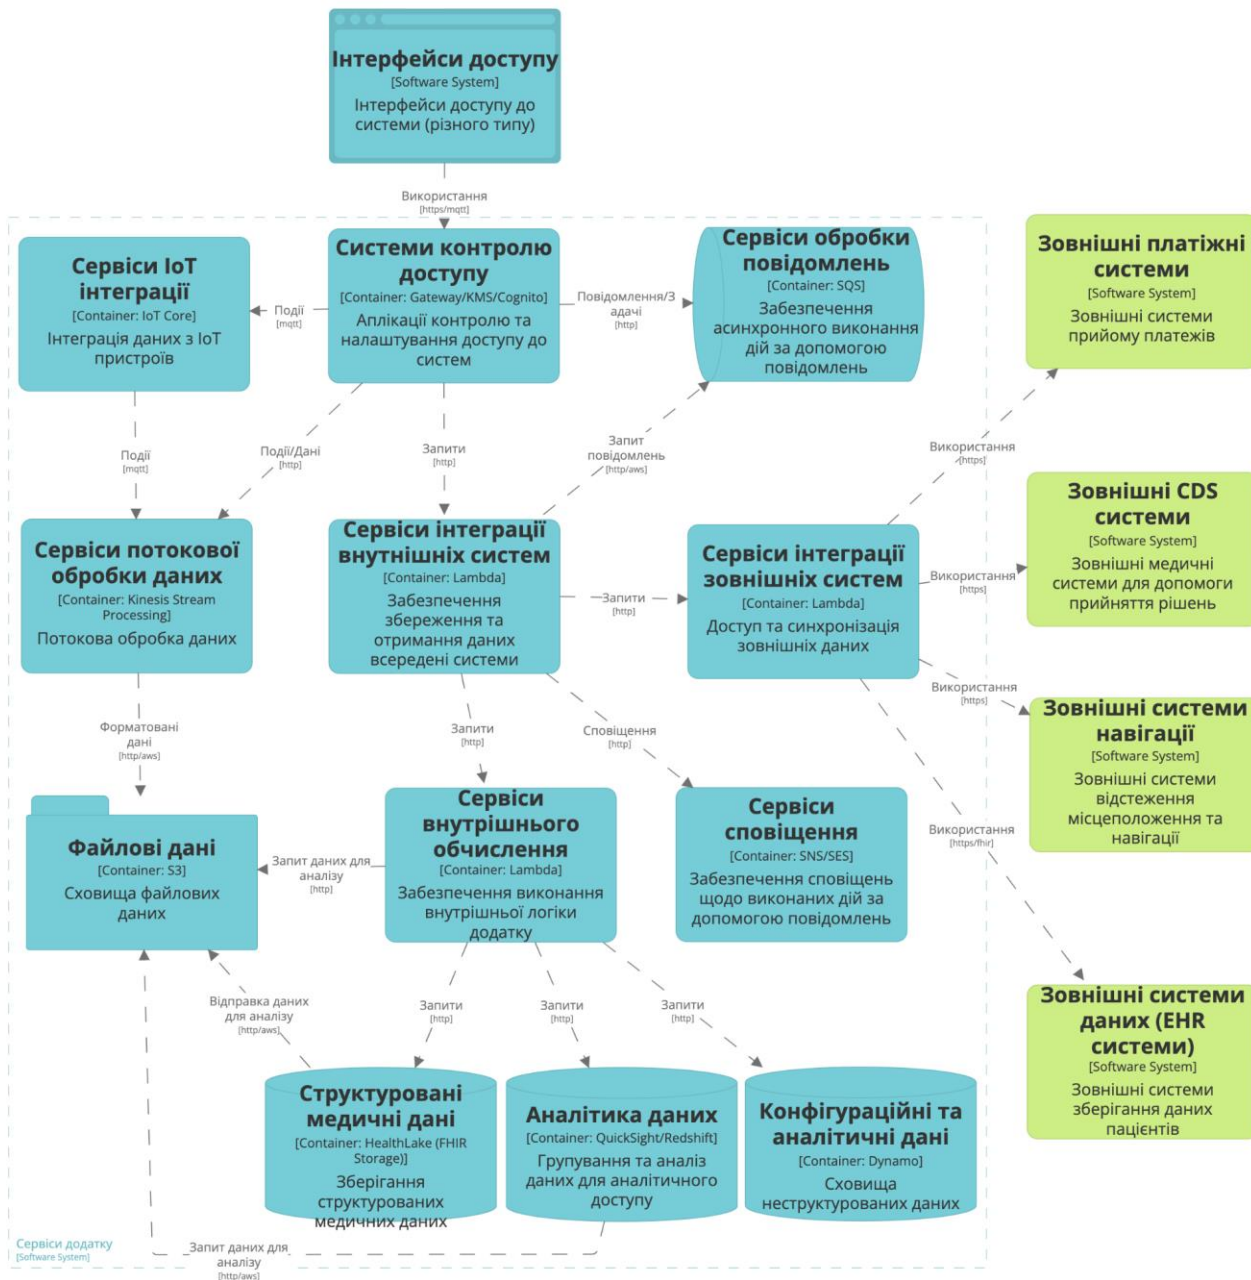 Інтерфейси доступу
[Software System]
Інтерфейси доступу до
системи (різного типу)
Використання
[https/mqtt]
Сервіси IoT
інтеграції
[Container: IoT Core]
Інтеграція даних з IoT
пристроїв
Події
[mqtt]
Системи контролю
доступу
[Container: Gateway/KMS/Cognito]
Аплікації контролю та
налаштування доступу до
систем
Повідомлення/З
адачі
[http]
Сервіси обробки
повідомлень
[Container: SQS]
Забезпечення
асинхронного виконання
дій за допомогою
повідомлень
Зовнішні платіжні
системи
[Software System]
Зовнішні системи
прийому платежів
Події
[mqtt]
Події/Дані
[http]
Запити
[http]
Запит
повідомлень
[http/aws]
Використання
[https]
Сервіси потокової
обробки даних
[Container: Kinesis Stream
Processing]
Потокова обробка даних
Сервіси інтеграції
внутнішніх систем
[Container: Lambda]
Забезпечення
збереження та
отримання даних
всередені системи
Запити
[http]
Сервіси інтеграції
зовнішніх систем
[Container: Lambda]
Доступ та синхронізація
зовнішніх даних
Використання
[https]
Зовнішні CDS
системи
[Software System]
Зовнішні медичні
системи для допомоги
прийняття рішень
Використання
[https]
Зовнішні системи
навігації
[Software System]
Зовнішні системи
відстеження
місцеположення та
навігації
Форматовані
дані
[http/aws]
Запити
[http]
Сповіщення
[http]
Використання
[https/fhir]
Файлові дані
[Container: S3]
Сховища файлових
даних
Запит даних для
аналізу
[http]
Сервіси
внутрішнього
обчислення
[Container: Lambda]
Забезпечення виконання
внутрішньої логіки
додатку
Сервіси
сповіщення
[Container: SNS/SES]
Забезпечення сповіщень
щодо виконаних дій за
допомогою повідомлень
Відправка даних
для аналізу
[http/aws]
Запити
[http]
Запити
[http]
Запити
[http]
Зовнішні системи
даних (EHR
системи)
[Software System]
Зовнішні системи
зберігання даних
пацієнтів
Структуровані
медичні дані
[Container: HealthLake (FHIR
Storage)]
Зберігання
структурованих
медичних даних
Аналітика даних
[Container: QuickSight/Redshift]
Групування та аналіз
даних для аналітичного
доступу
Конфігураційні та
аналітичні дані
[Container: Dynamo]
Сховища
неструктурованих даних
Сервіси додатку
[Software System]
Запит даних для
аналізу
[http/aws]